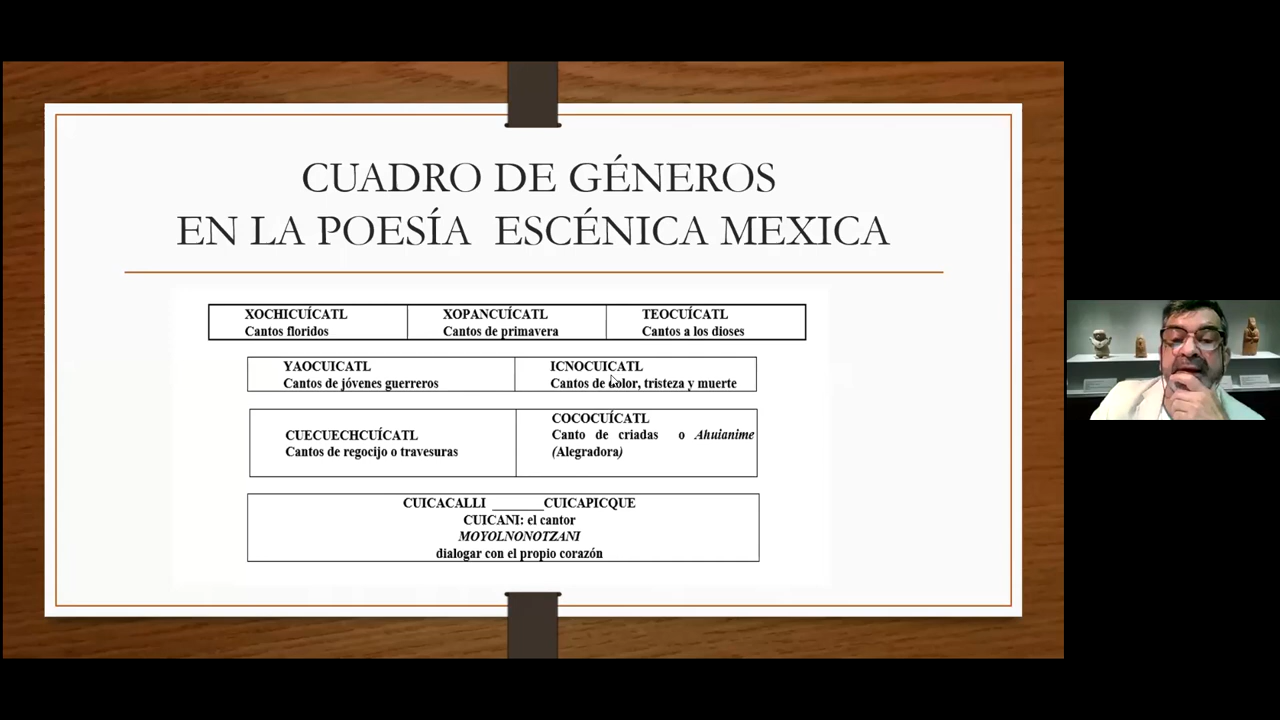 CUADRO DE GÉNEROS
EN LA POESÍA ESCÉNICA MEXICA
XOCHICUÍCATL
Cantos floridos
XOPANCUÍCATL
Cantos de primavera
TEOCUÍCATL
Cantos a los dioses
YAOCUICATL
Cantos de jóvenes guerreros
ICNOCUICATL
Cantos de dolor, tristeza y muerte
CUECUECHCUÍCATL
Cantos de regocijo o travesuras
COCOCUÍCATL
Canto de criadas o Ahuianime
(Alegradora)
CUICACALLI ______CUICAPICQUE
CUICANI: el cantor
MOYOLNONOTZANI
dialogar con el propio corazón